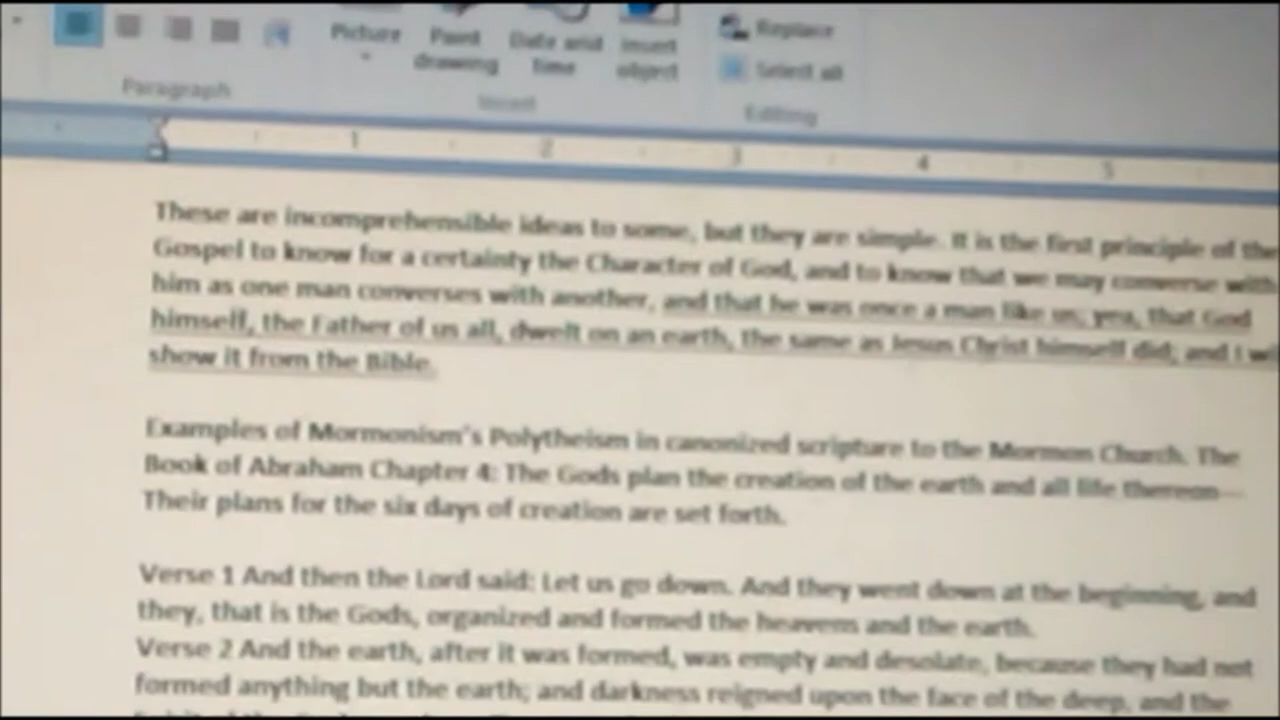 Replace
Picture Paint Date and Insert
drawing time object Select all
Paragraph Insert Editing
1 2 3 4 5
These are incomprehensible ideas to some, but they are simple. It is the first principle of the
Gospel to know for a certainty the Character of God, and to know that we may converse with
him as one man converses with another, and that he was once a man like us; yea, that God
himself, the Father of us all, dwelt on an earth, the same as Jesus Christ himself did; and I wi
show it from the Bible.
Examples of Mormonism's Polytheism in canonized scripture to the Mormon Church. The
Book of Abraham Chapter 4: The Gods plan the creation of the earth and all life thereon—
Their plans for the six days of creation are set forth.
Verse 1 And then the Lord said: Let us go down. And they went down at the beginning, and
they, that is the Gods, organized and formed the heavens and the earth.
Verse 2 And the earth, after it was formed, was empty and desolate, because they had not
formed anything but the earth; and darkness reigned upon the face of the deep, and the